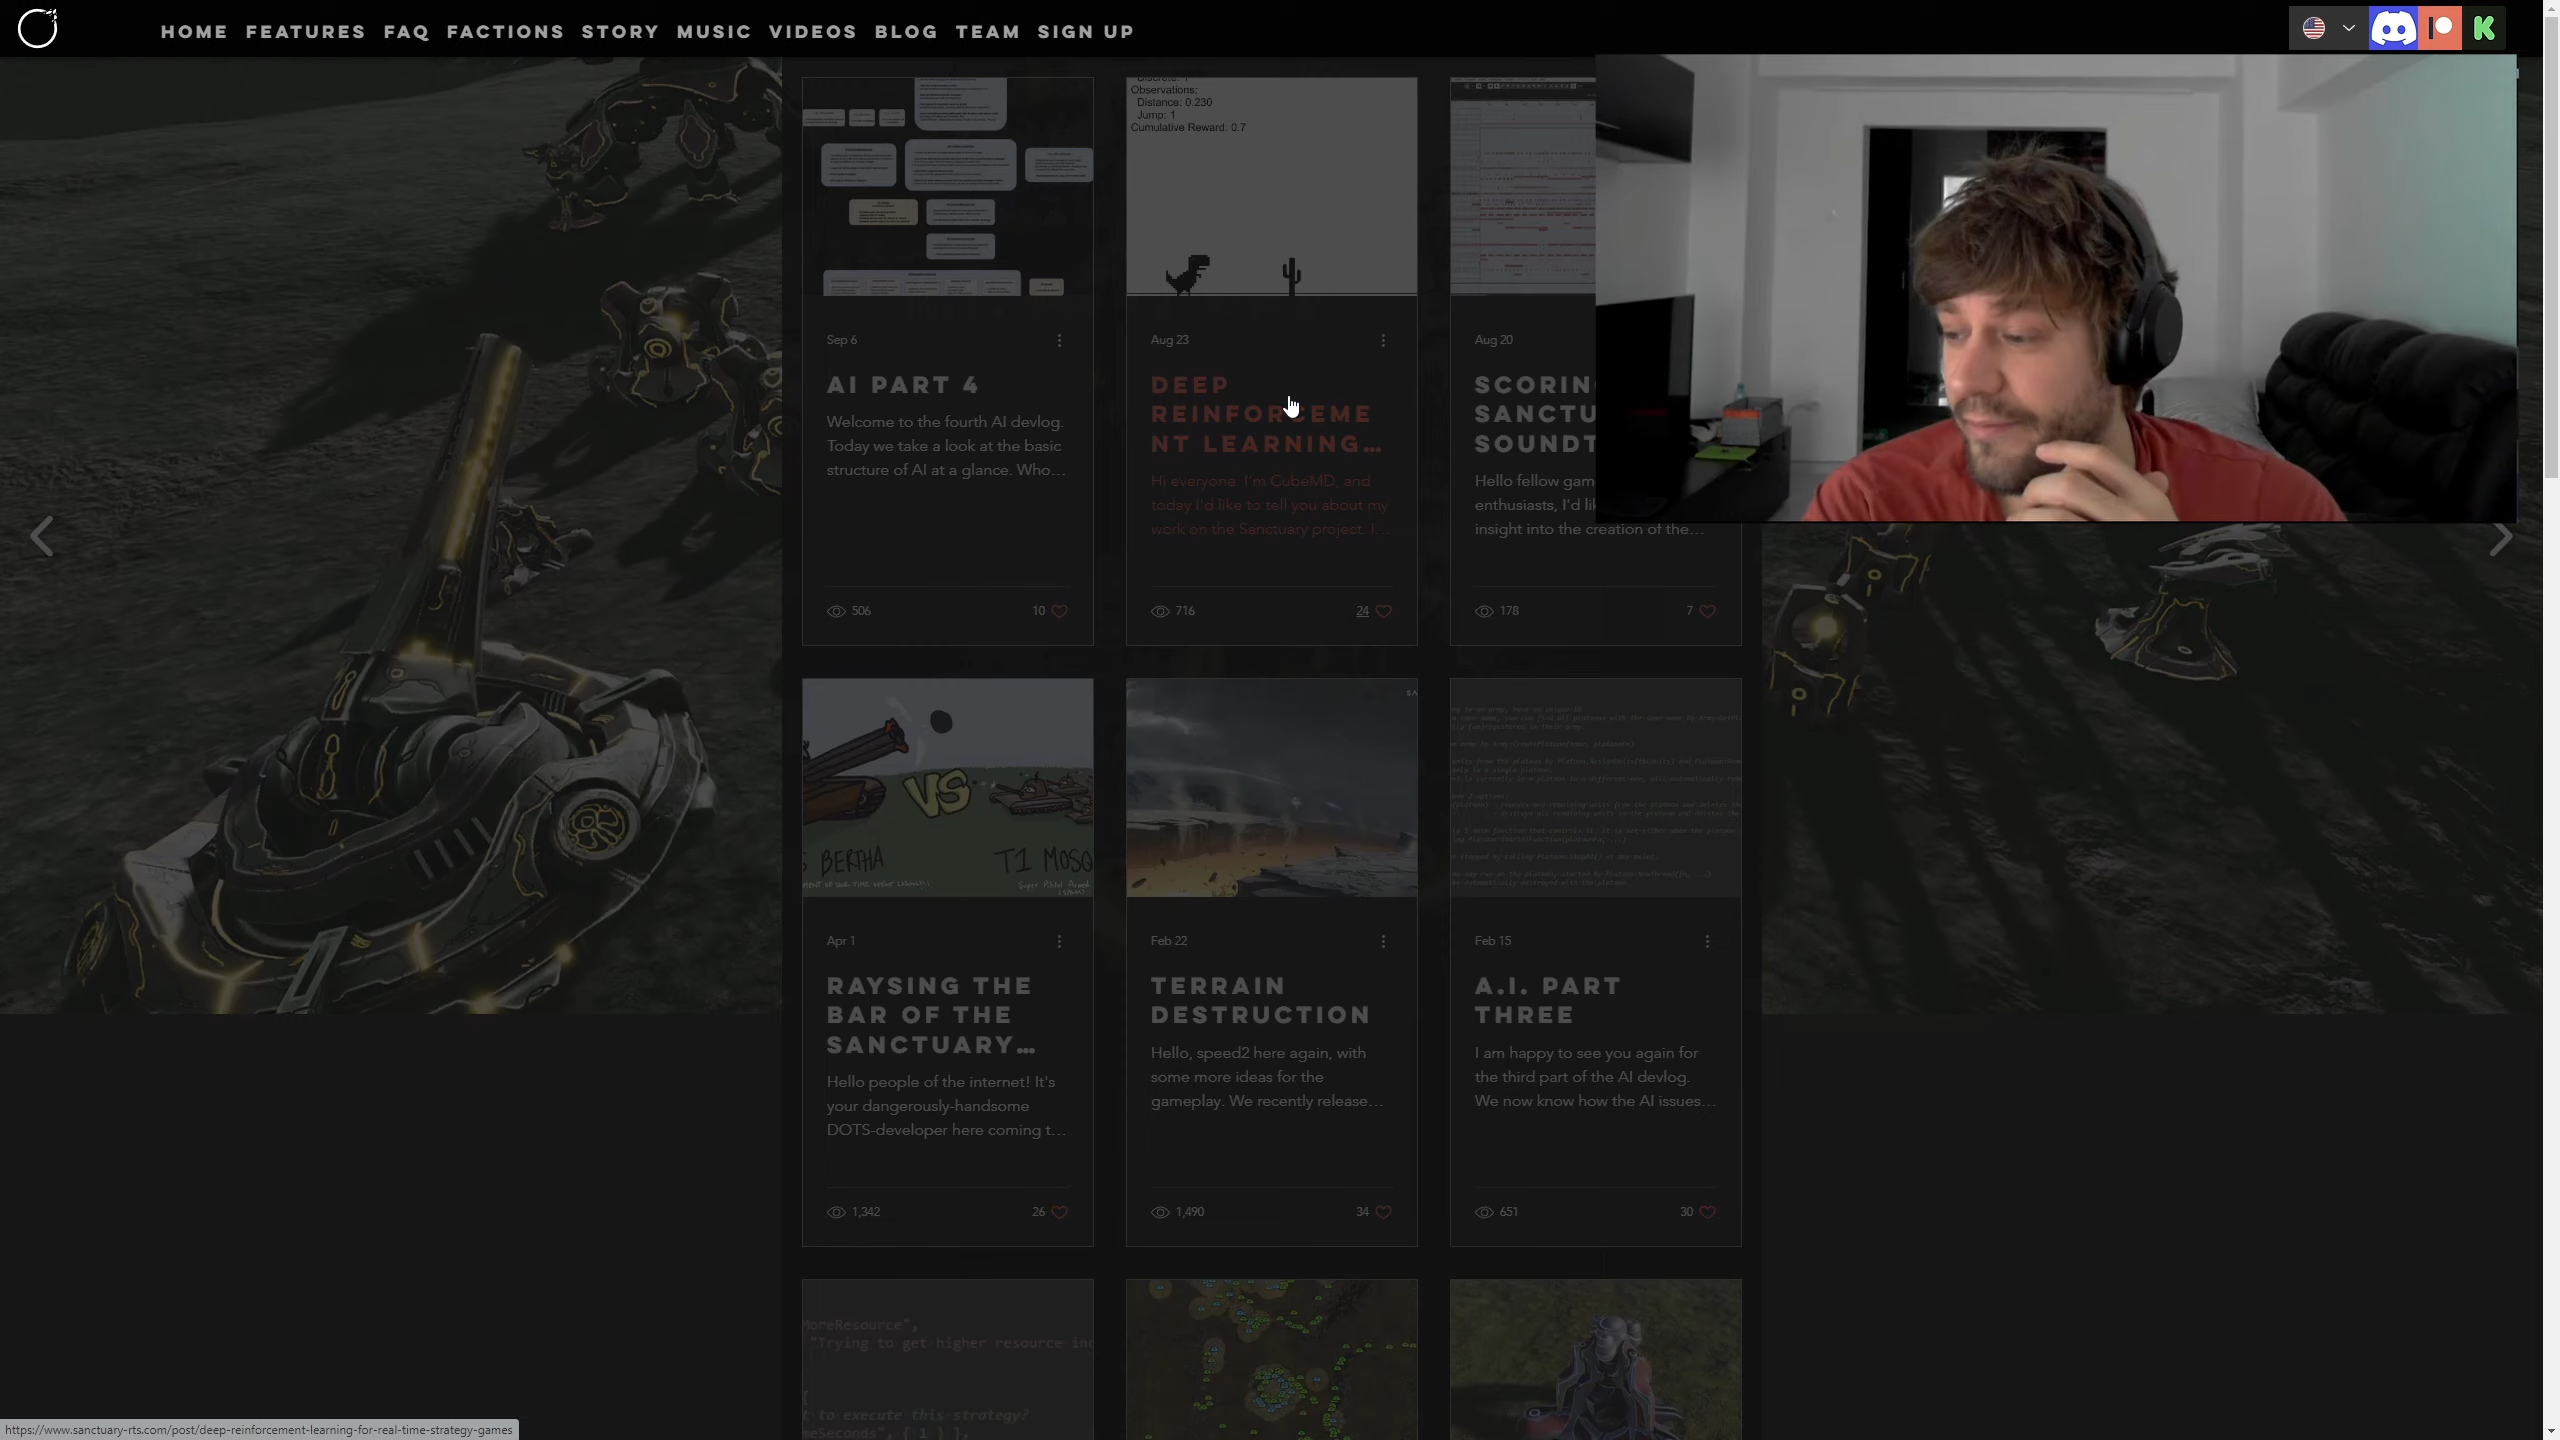 HOME FEATURES FAQ FACTIONS STORY MUSIC VIDEOS BLOG TEAM SIGN UP
Observations:
Distance: 0.230
Jump: 1
Cumulative Reward: 0.7
Sep 6
AI PART 4
Welcome to the fourth AI devlog.
Today we take a look at the basic
structure of AI at a glance. Who...
506
10
Aug 23
DEEP
REINFORCEME
NT LEARNING...
Hi everyone. I'm CubeMD, and
today I'd like to tell you about my
work on the Sanctuary project. I...
716
24
Aug 20
SCORIN
SANCTU
SOUNDT
Hello fellow gam
enthusiasts, I'd li
insight into the creation of the...
178
7
VS
BERTHA
T1 MOSQ
Apr 1
RAYSING THE
BAR OF THE
SANCTUARY...
Hello people of the internet! It's
your dangerously-handsome
DOTS-developer here coming t...
1,342
26
Feb 22
TERRAIN
DESTRUCTION
Hello, speed2 here again, with
some more ideas for the
gameplay. We recently release...
1,490
34
Feb 15
A.I. PART
THREE
I am happy to see you again for
the third part of the AI devlog.
We now know how the AI issues...
651
30
MoreResource",
"Trying to get higher resource in
t to execute this strategy?
meSeconds", { 1 } },
https://www.sanctuary-rts.com/post/deep-reinforcement-learning-for-real-time-strategy-games